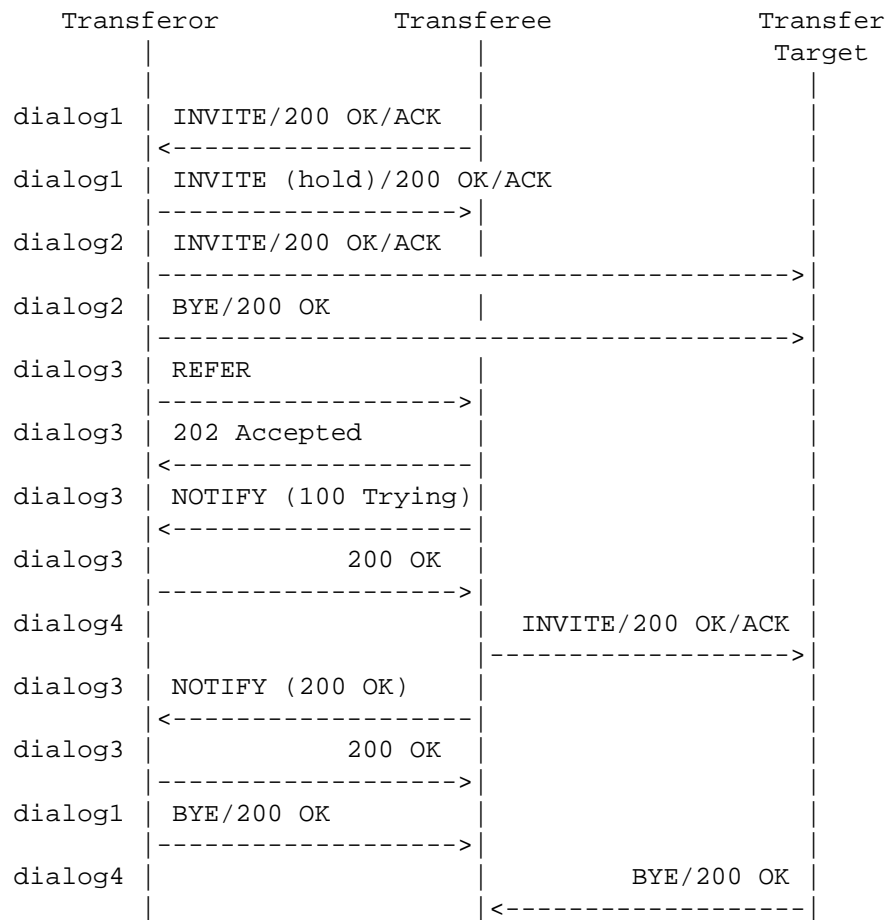 Transferor Transferee Transfer
Target
dialog1 INVITE/200 OK/ACK
dialog1 INVITE (hold)/200 OK/ACK
dialog2 INVITE/200 OK/ACK
dialog2 BYE/200 OK
dialog3 REFER
dialog3 202 Accepted
dialog3 NOTIFY (100 Trying)
dialog3 200 OK
dialog4 INVITE/200 OK/ACK
dialog3 NOTIFY (200 OK)
dialog3 200 OK
dialog1 BYE/200 OK
dialog4 BYE/200 OK